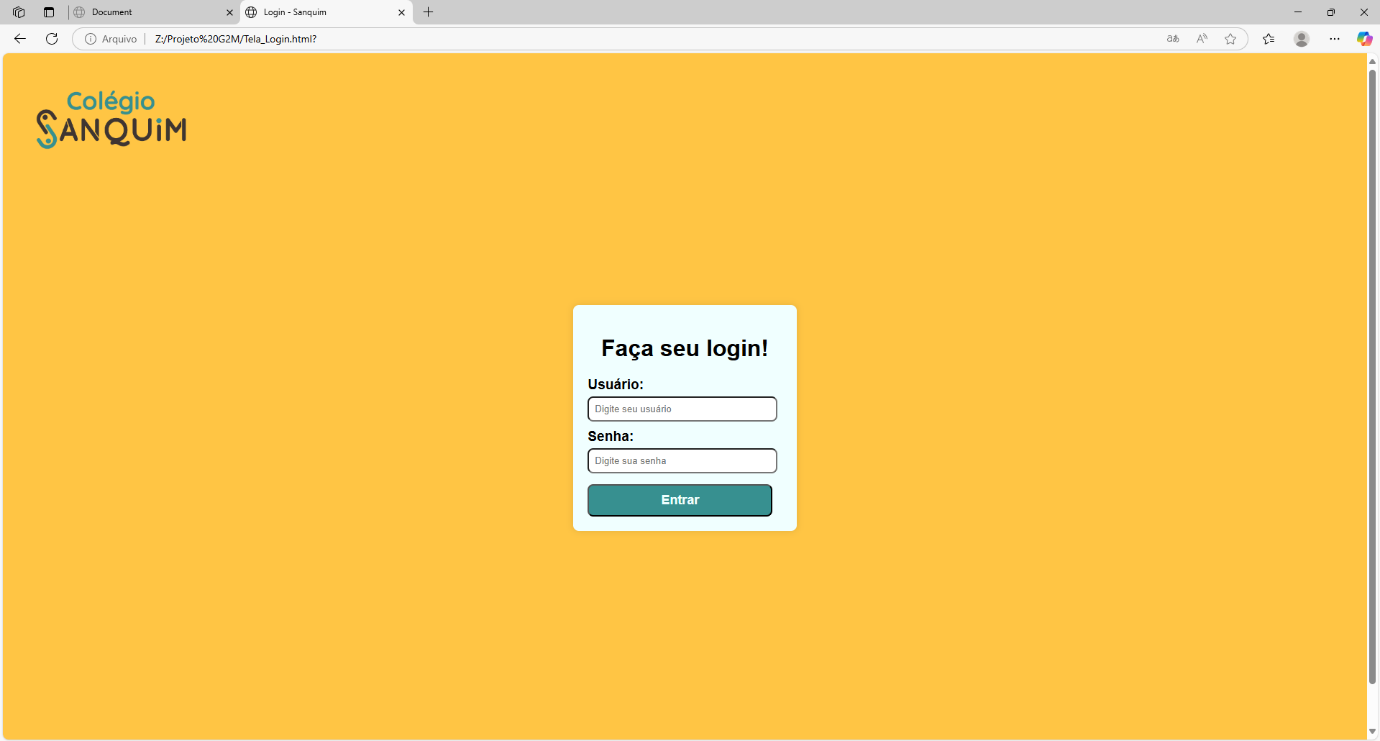 Document
Login - Sanquim
Arquivo
Z:/Projeto%20G2M/Tela_Login.html?
Colégio
SANQUiM
Faça seu login!
Usuário:
Digite seu usuário
Senha:
Digite sua senha
Entrar